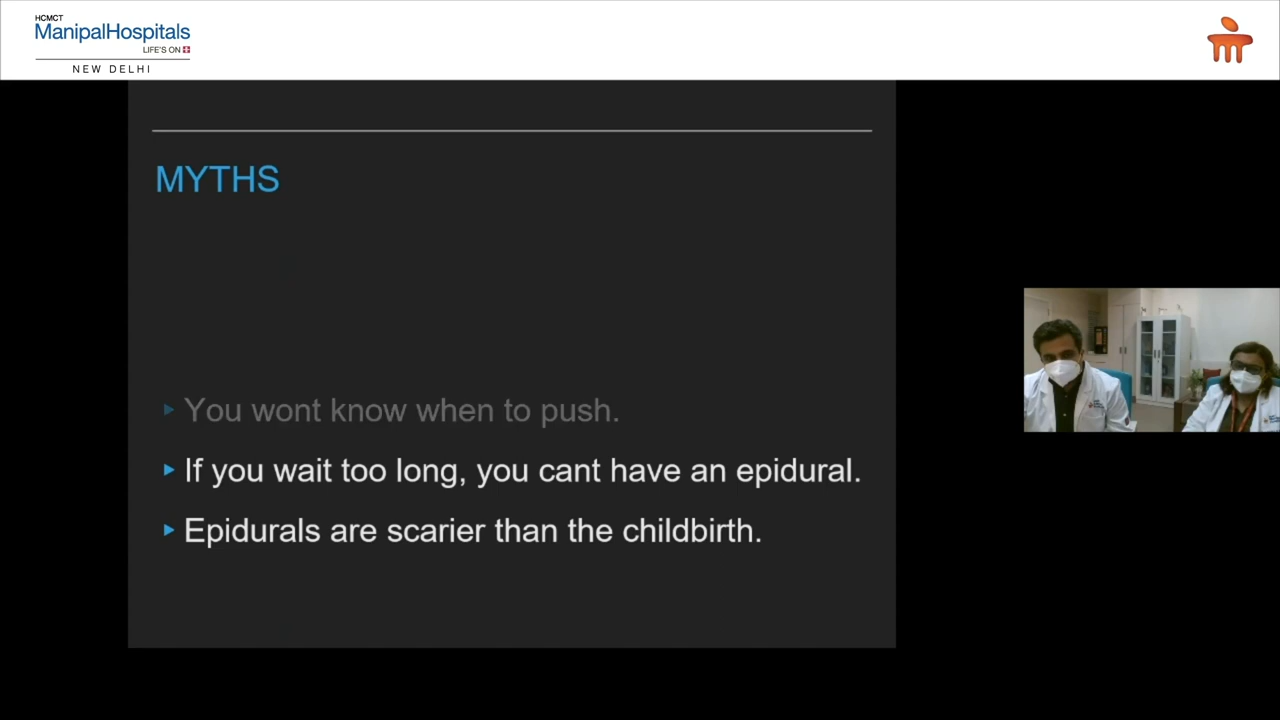 HCMCT
ManipalHospitals
LIFE'S ON
NEW DELHI
MYTHS
You wont know when to push.
If you wait too long, you cant have an epidural.
Epidurals are scarier than the childbirth.